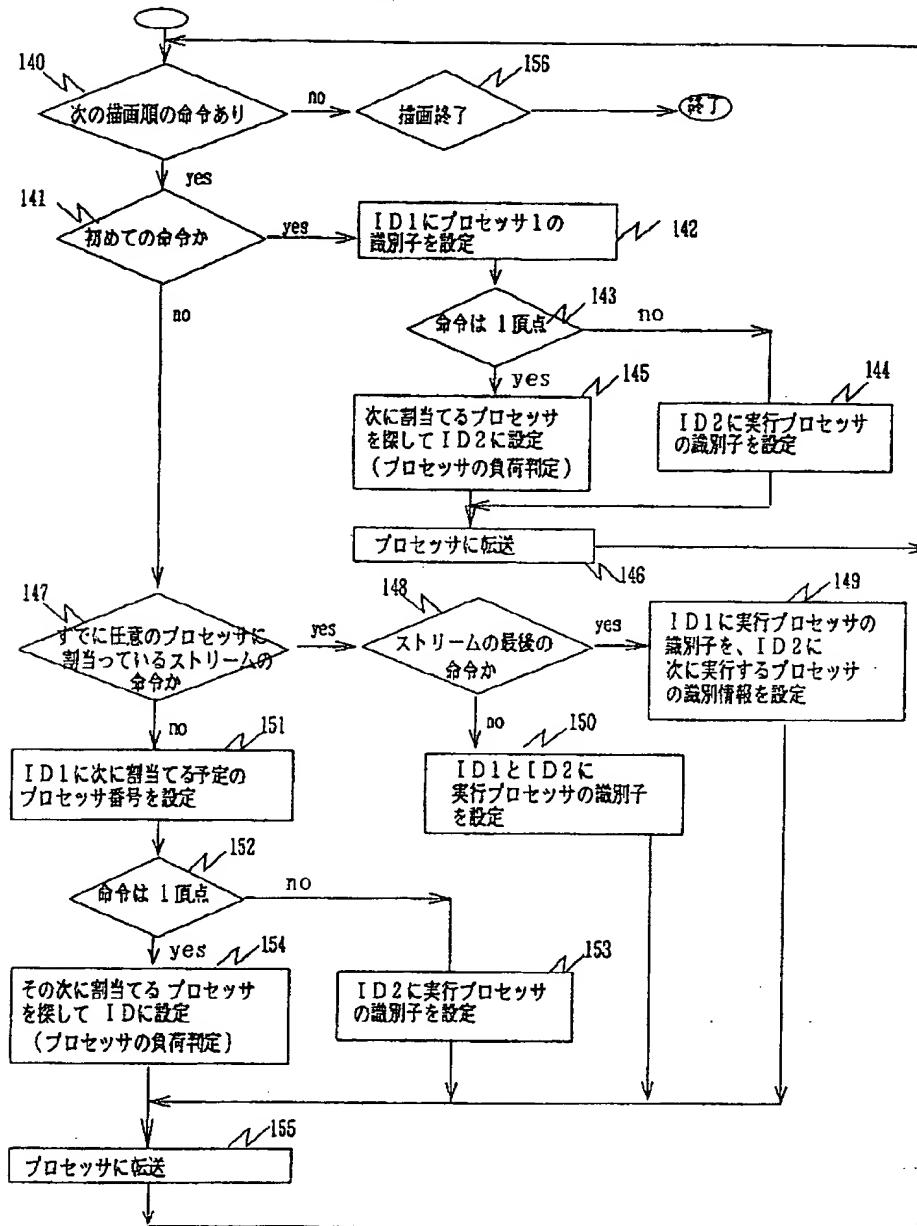 140
次の描画順の命令あり
no
156
描画終了
終了
yes
141
初めての命令か
yes
ID1にプロセッサ1の
識別子を設定
142
no
命令は 1頂点
143
no
yes
145
次に割当てるプロセッサ
を探してID2に設定
(プロセッサの負荷判定)
144
ID2に実行プロセッサ
の識別子を設定
プロセッサに転送
146
147
すでに任意のプロセッサに
割当っているストリームの
命令か
yes
148
ストリームの最後の
命令か
yes
149
ID1に実行プロセッサの
識別子を、ID2に
次に実行するプロセッサ
の識別情報を設定
no
151
ID1に次に割当てる予定の
プロセッサ番号を設定
no
150
ID1とID2に
実行プロセッサの識別子
を設定
152
命令は 1頂点
no
yes
154
その次に割当てる プロセッサ
を探して IDに設定
(プロセッサの負荷判定)
153
ID2に実行プロセッサ
の識別子を設定
155
プロセッサに転送